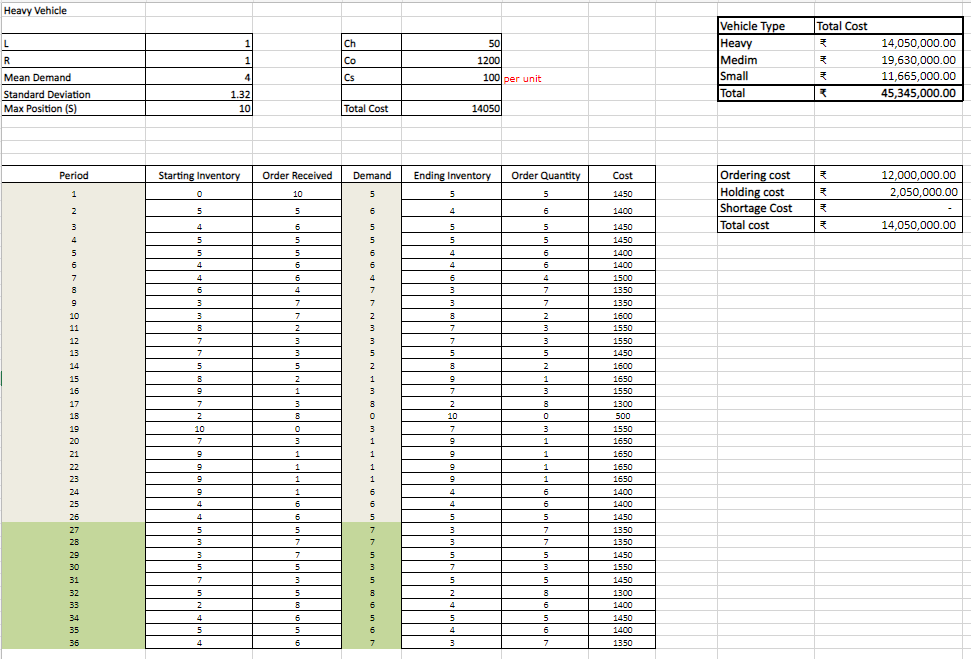 Heavy Vehicle
Vehicle Type Total Cost
L 1 Ch 50 Heavy ₹ 14,050,000.00
R 1 Co 1200 Medim ₹ 19,630,000.00
Mean Demand 4 Cs 100 per unit Small ₹ 11,665,000.00
Standard Deviation 1.32 Total ₹ 45,345,000.00
Max Position (S) 10 Total Cost 14050
Period Starting Inventory Order Received Demand Ending Inventory Order Quantity Cost Ordering cost ₹ 12,000,000.00
1 0 10 5 5 5 1450 Holding cost ₹ 2,050,000.00
2 5 5 6 4 6 1400 Shortage Cost ₹ -
3 4 6 5 5 5 1450 Total cost ₹ 14,050,000.00
4 5 5 5 5 5 1450
5 5 5 6 4 6 1400
6 4 6 6 4 6 1400
7 4 6 4 6 4 1500
8 6 4 7 3 7 1350
9 3 7 7 3 7 1350
10 3 7 2 8 2 1600
11 8 2 3 7 3 1550
12 7 3 3 7 3 1550
13 7 3 5 5 5 1450
14 5 5 2 8 2 1600
15 8 2 1 9 1 1650
16 9 1 3 7 3 1550
17 7 3 8 2 8 1300
18 2 8 0 10 0 500
19 10 0 3 7 3 1550
20 7 3 1 9 1 1650
21 9 1 1 9 1 1650
22 9 1 1 9 1 1650
23 9 1 1 9 1 1650
24 9 1 6 4 6 1400
25 4 6 6 4 6 1400
26 4 6 5 5 5 1450
27 5 5 7 3 7 1350
28 3 7 7 3 7 1350
29 3 7 5 5 5 1450
30 5 5 3 7 3 1550
31 7 3 5 5 5 1450
32 5 5 8 2 8 1300
33 2 8 6 4 6 1400
34 4 6 5 5 5 1450
35 5 5 6 4 6 1400
36 4 6 7 3 7 1350